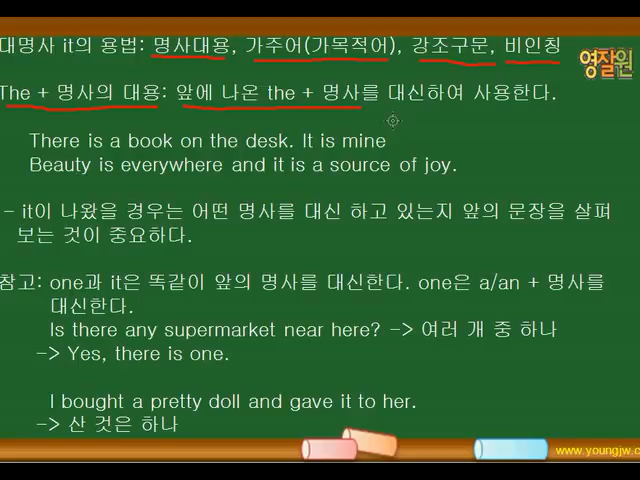 대명사 it의 용법: 명사대용, 가주어(가목적어), 강조구문, 비인칭
영잘원
The + 명사의 대용: 앞에 나온 the + 명사를 대신하여 사용한다.
There is a book on the desk. It is mine
Beauty is everywhere and it is a source of joy.
- it이 나왔을 경우는 어떤 명사를 대신 하고 있는지 앞의 문장을 살펴
보는 것이 중요하다.
참고: one과 it은 똑같이 앞의 명사를 대신한다. one은 a/an + 명사를
대신한다.
Is there any supermarket near here? -> 여러 개 중 하나
-> Yes, there is one.
I bought a pretty doll and gave it to her.
-> 산 것은 하나
www.youngjw.c